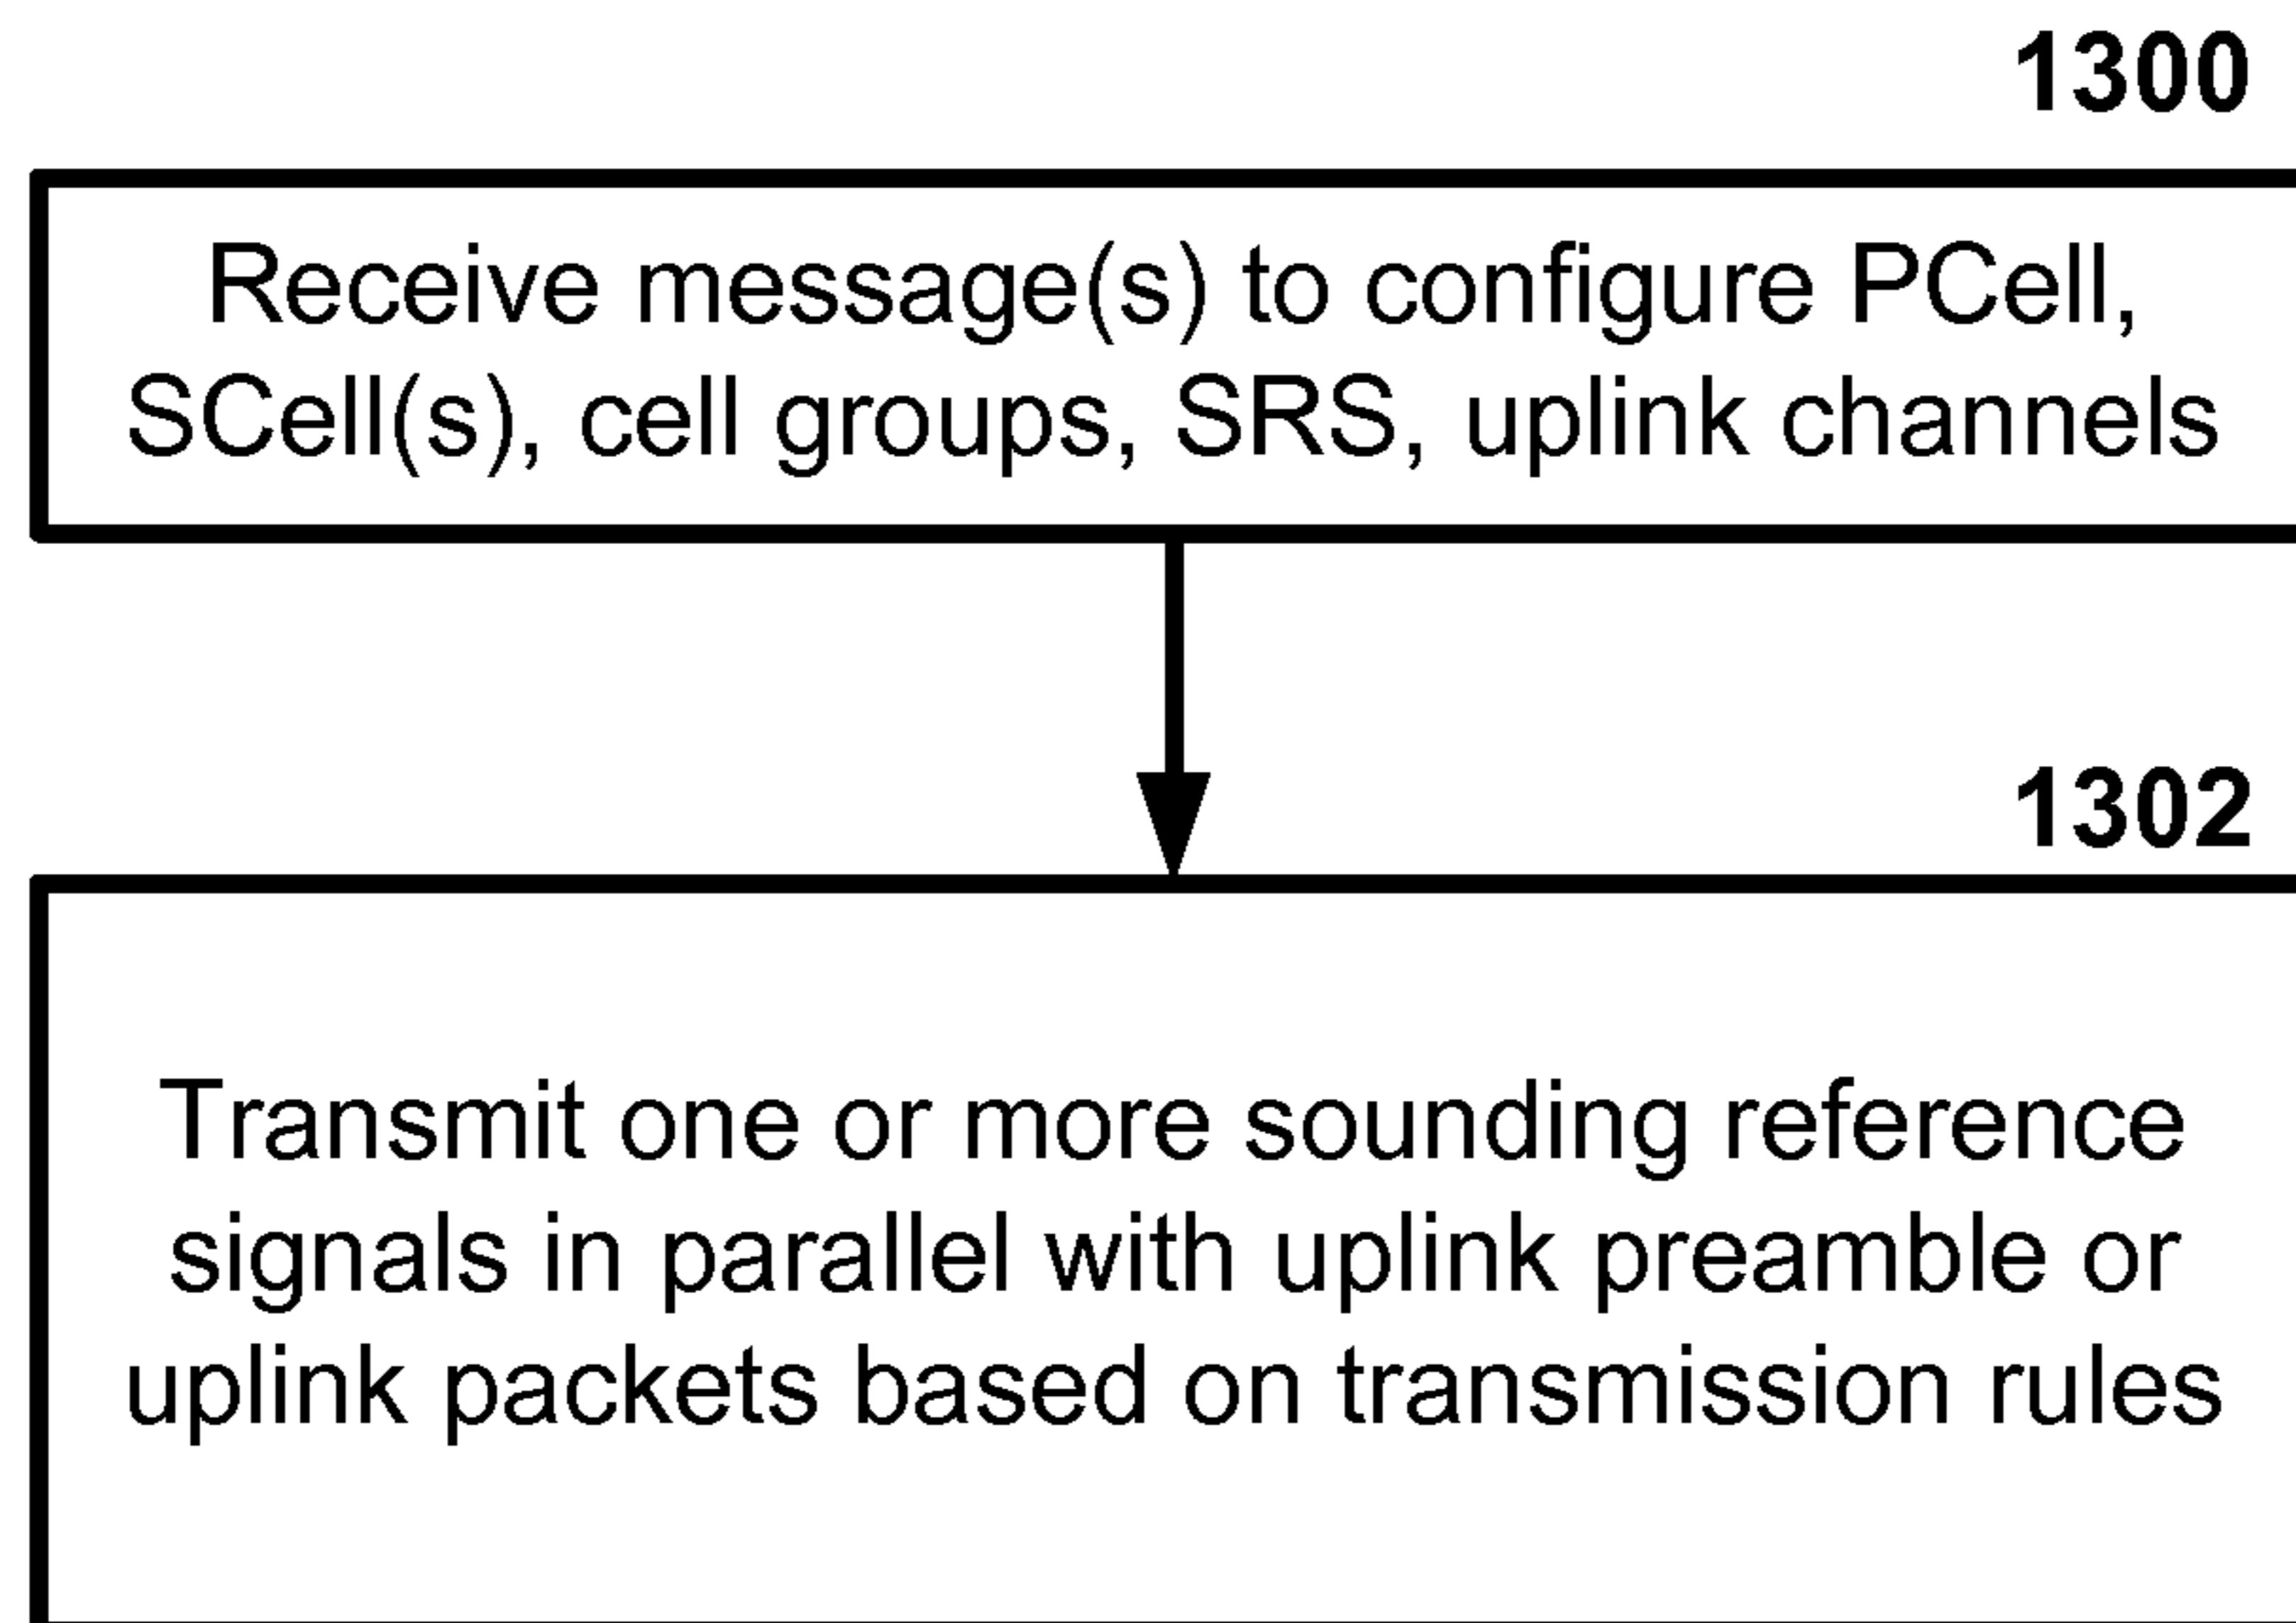 1300
Receive message(s) to configure PCell,
SCell(s), cell groups, SRS, uplink channels
1302
Transmit one or more sounding reference
signals in parallel with uplink preamble or
uplink packets based on transmission rules